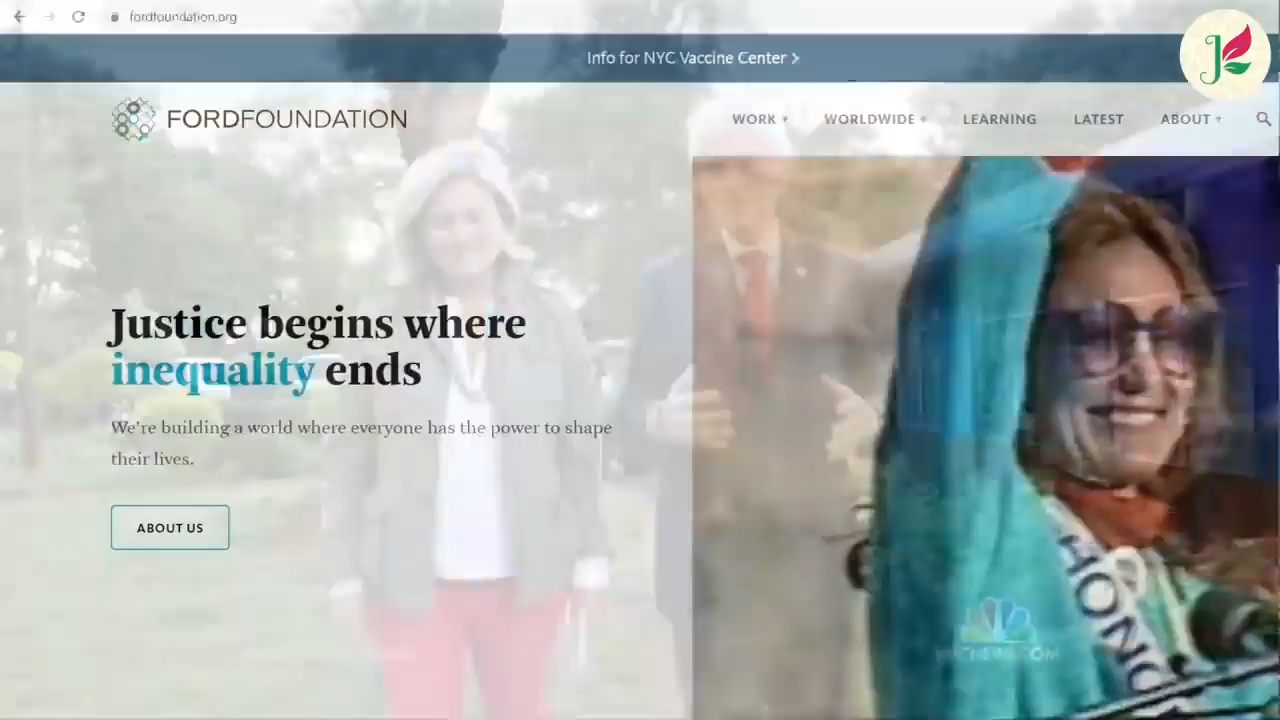 fordfoundation.org
Info for NYC Vaccine Center >
FORDFOUNDATION
WORK WORLDWIDE LEARNING LATEST ABOUT
Justice begins where
inequality ends
We're building a world where everyone has the power to shape
their lives.
ABOUT US
HONO